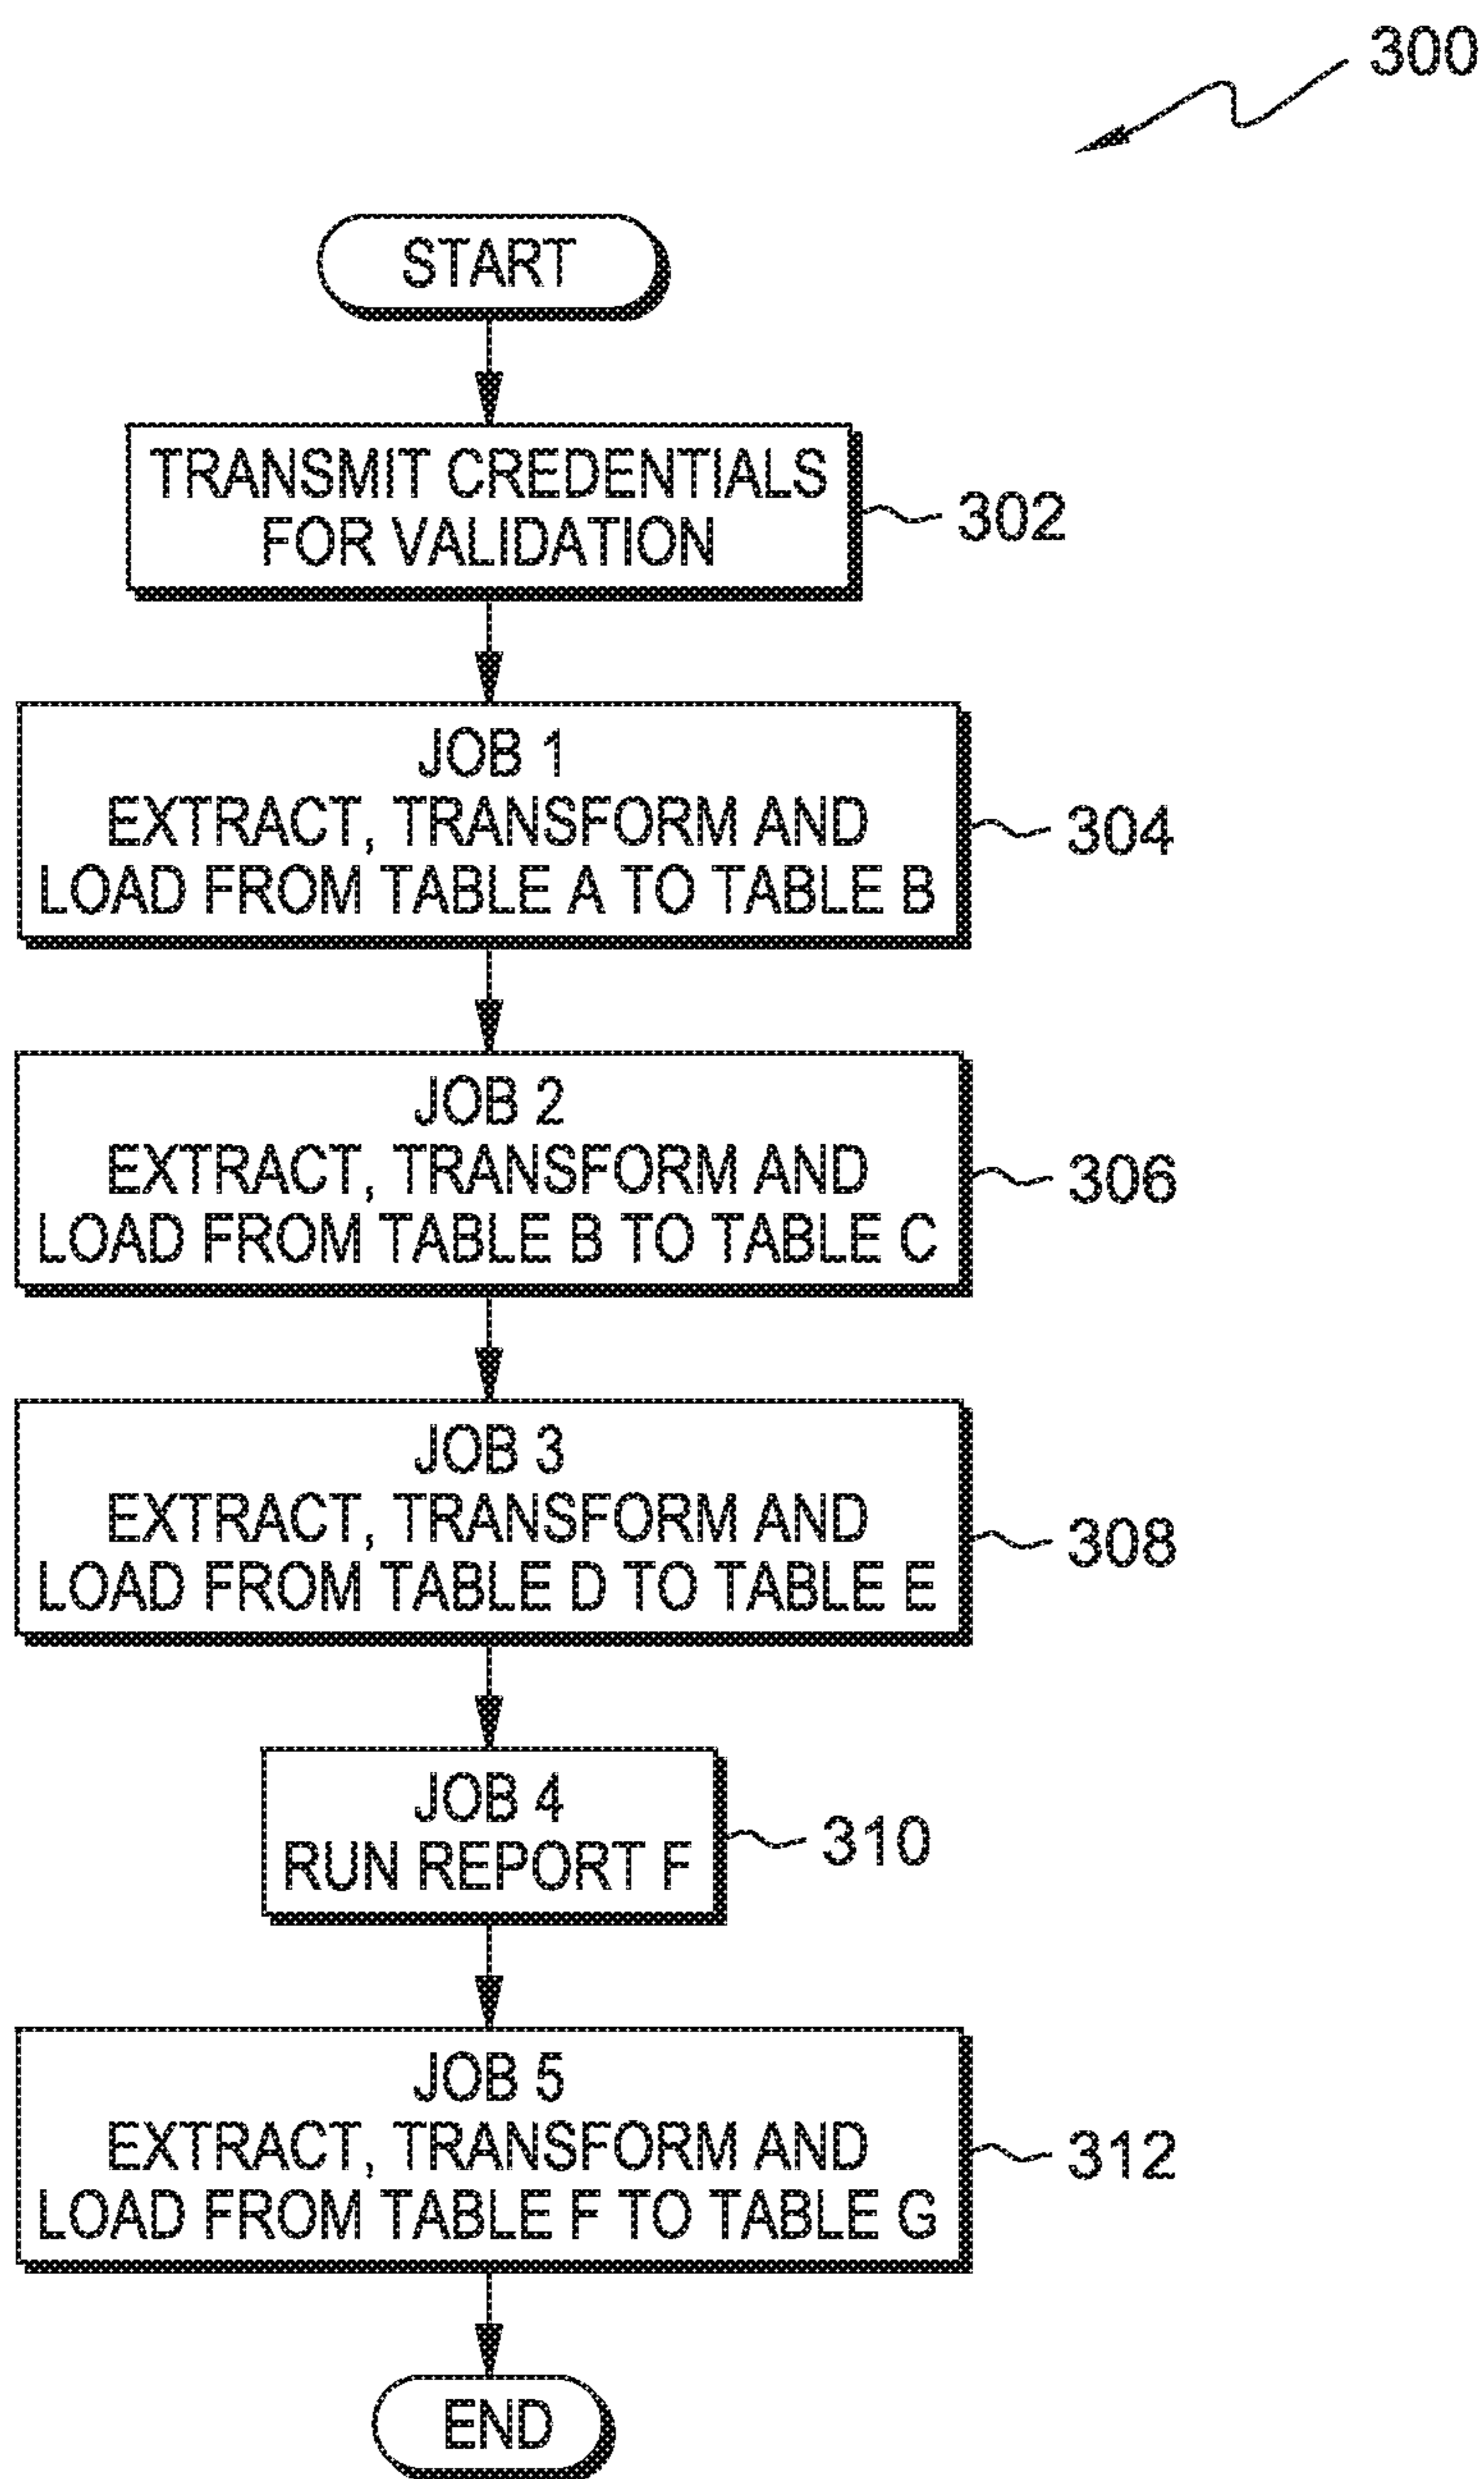 300
START
TRANSMIT CREDENTIALS
FOR VALIDATION
302
JOB 1
EXTRACT, TRANSFORM AND
LOAD FROM TABLE A TO TABLE B
304
JOB 2
EXTRACT, TRANSFORM AND
LOAD FROM TABLE B TO TABLE C
306
JOB 3
EXTRACT, TRANSFORM AND
LOAD FROM TABLE D TO TABLE E
308
JOB 4
RUN REPORT F
310
JOB 5
EXTRACT, TRANSFORM AND
LOAD FROM TABLE F TO TABLE G
312
END